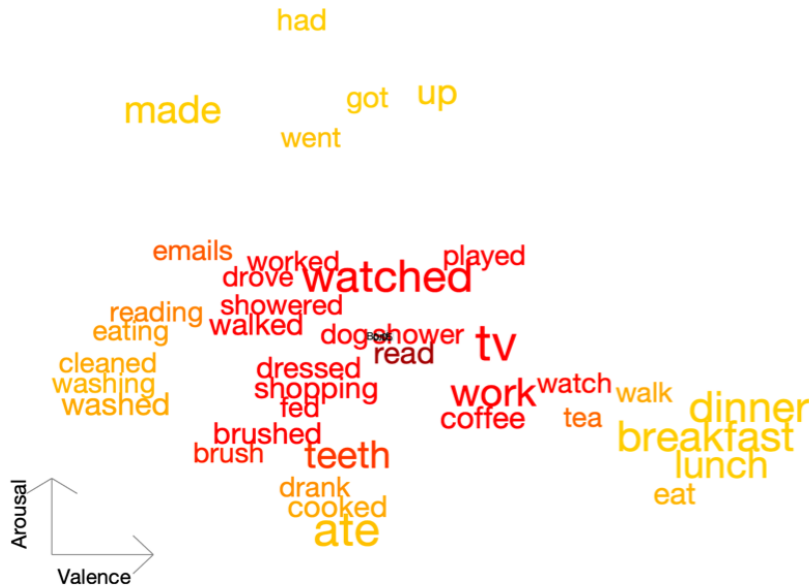 had
made
got
up
went
emails
worked
played
drove
watched
reading
showered
eating
walked
dog
shower
tv
read
cleaned
dressed
washing
shopping
work
watch
walk
washed
fed
coffee
tea
dinner
brushed
breakfast
brush
teeth
lunch
drank
eat
cooked
ate
Arousal
Valence